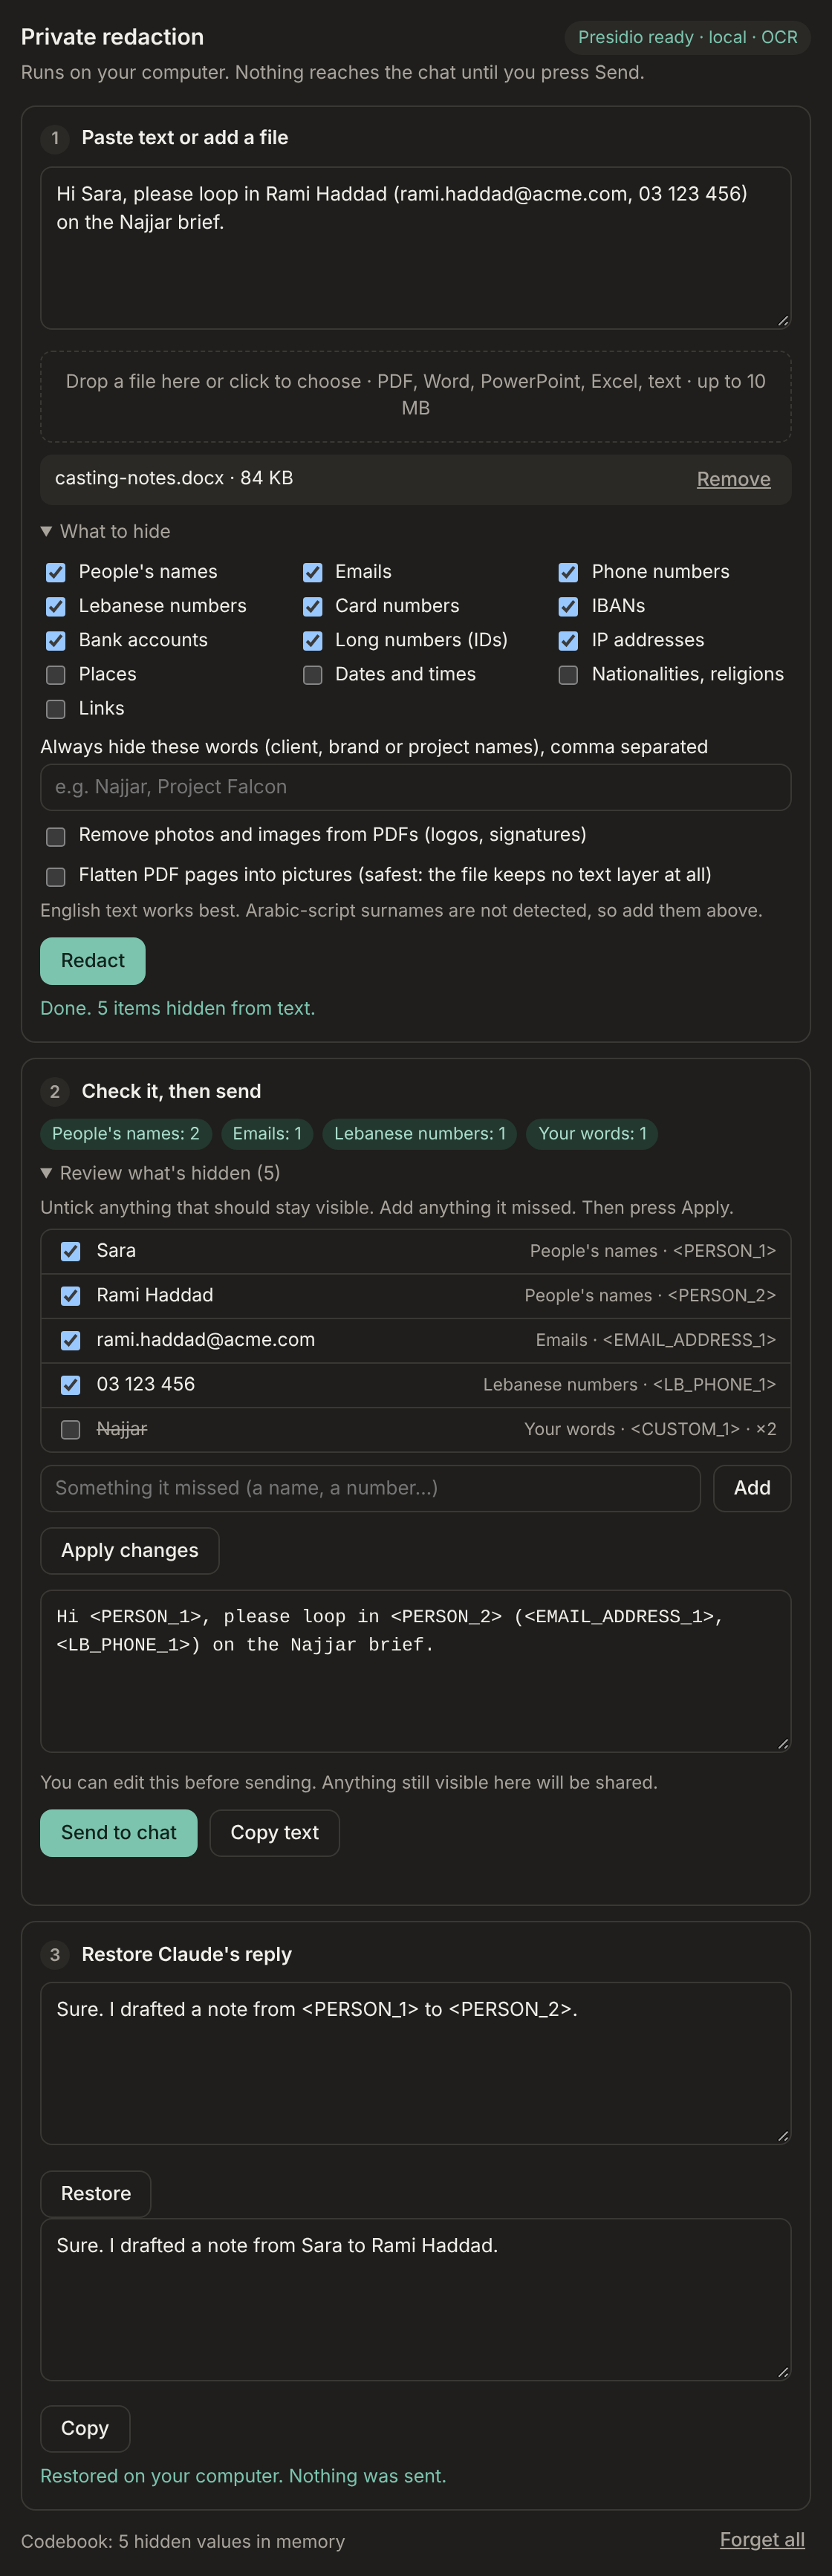 Private redaction
Presidio ready · local · OCR
Runs on your computer. Nothing reaches the chat until you press Send.
1 Paste text or add a file
Hi Sara, please loop in Rami Haddad (rami.haddad@acme.com, 03 123 456)
on the Najjar brief.
Drop a file here or click to choose · PDF, Word, PowerPoint, Excel, text · up to 10
MB
casting-notes.docx · 84 KB
Remove
▼ What to hide
People's names
Emails
Phone numbers
Lebanese numbers
Card numbers
IBANs
Bank accounts
Long numbers (IDs)
IP addresses
Places
Dates and times
Nationalities, religions
Links
Always hide these words (client, brand or project names), comma separated
e.g. Najjar, Project Falcon
Remove photos and images from PDFs (logos, signatures)
Flatten PDF pages into pictures (safest: the file keeps no text layer at all)
English text works best. Arabic-script surnames are not detected, so add them above.
Redact
Done. 5 items hidden from text.
2 Check it, then send
People's names: 2
Emails: 1
Lebanese numbers: 1
Your words: 1
▼ Review what's hidden (5)
Untick anything that should stay visible. Add anything it missed. Then press Apply.
Sara
People's names · <PERSON_1>
Rami Haddad
People's names · <PERSON_2>
rami.haddad@acme.com
Emails · <EMAIL_ADDRESS_1>
03 123 456
Lebanese numbers · <LB_PHONE_1>
Najjar
Your words · <CUSTOM_1> · ×2
Something it missed (a name, a number...)
Add
Apply changes
Hi <PERSON_1>, please loop in <PERSON_2> (<EMAIL_ADDRESS_1>,
<LB_PHONE_1>) on the Najjar brief.
You can edit this before sending. Anything still visible here will be shared.
Send to chat
Copy text
3 Restore Claude's reply
Sure. I drafted a note from <PERSON_1> to <PERSON_2>.
Restore
Sure. I drafted a note from Sara to Rami Haddad.
Copy
Restored on your computer. Nothing was sent.
Codebook: 5 hidden values in memory
Forget all